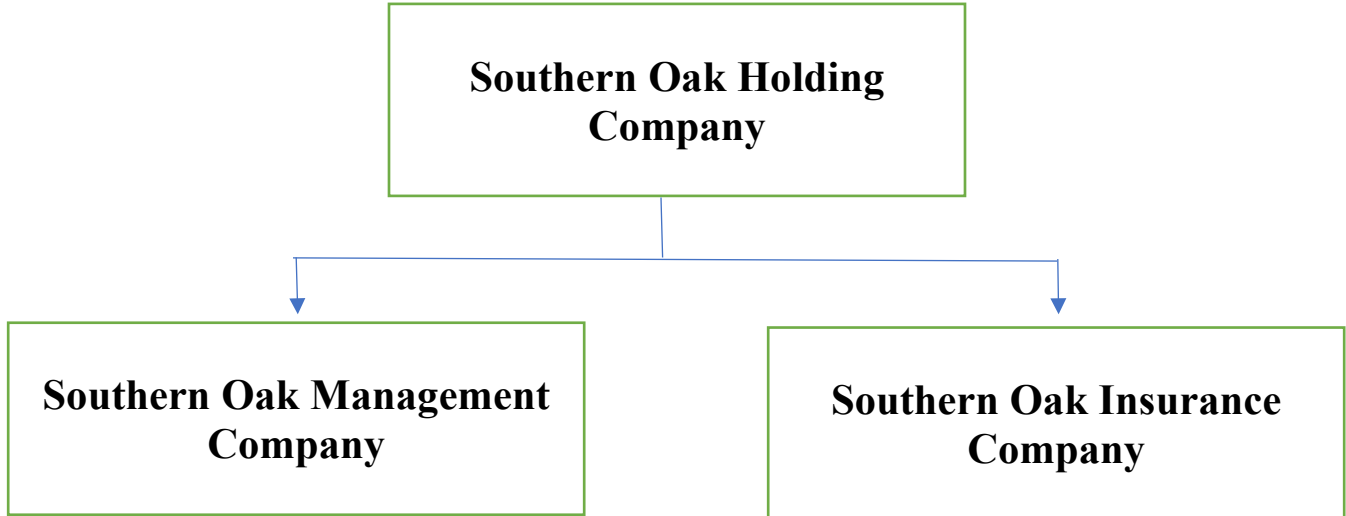 Southern Oak Holding
Company
Southern Oak Management
Company
Southern Oak Insurance
Company